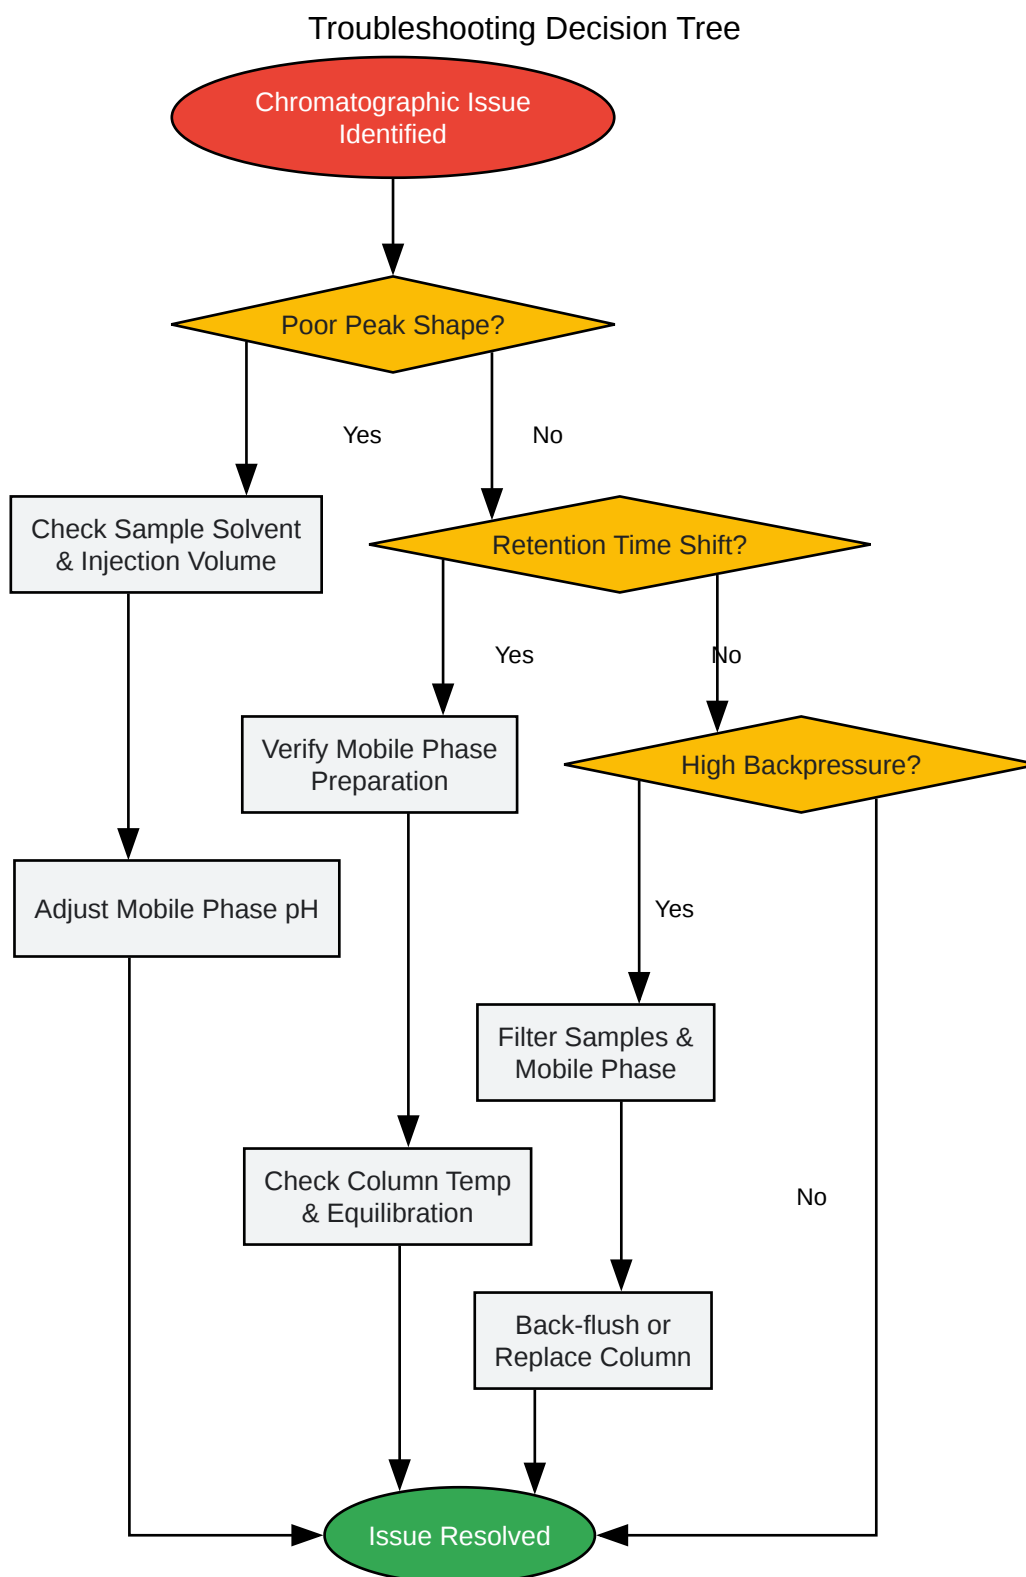 Troubleshooting Decision Tree
Chromatographic Issue
Identified
Poor Peak Shape?
Yes
No
Check Sample Solvent
& Injection Volume
Retention Time Shift?
Yes
No
Verify Mobile Phase
Preparation
High Backpressure?
Adjust Mobile Phase pH
Yes
Filter Samples &
Mobile Phase
Check Column Temp
& Equilibration
No
Back-flush or
Replace Column
Issue Resolved